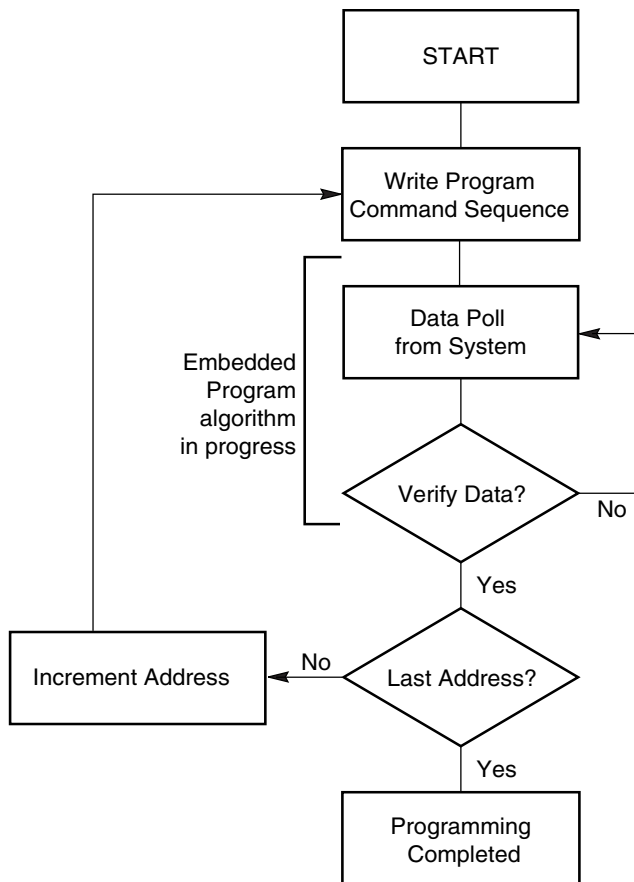 START
Write Program
Command Sequence
Data Poll
from System
Embedded
Program
algorithm
in progress
Verify Data?
No
Yes
No
Increment Address
Last Address?
Yes
Programming
Completed